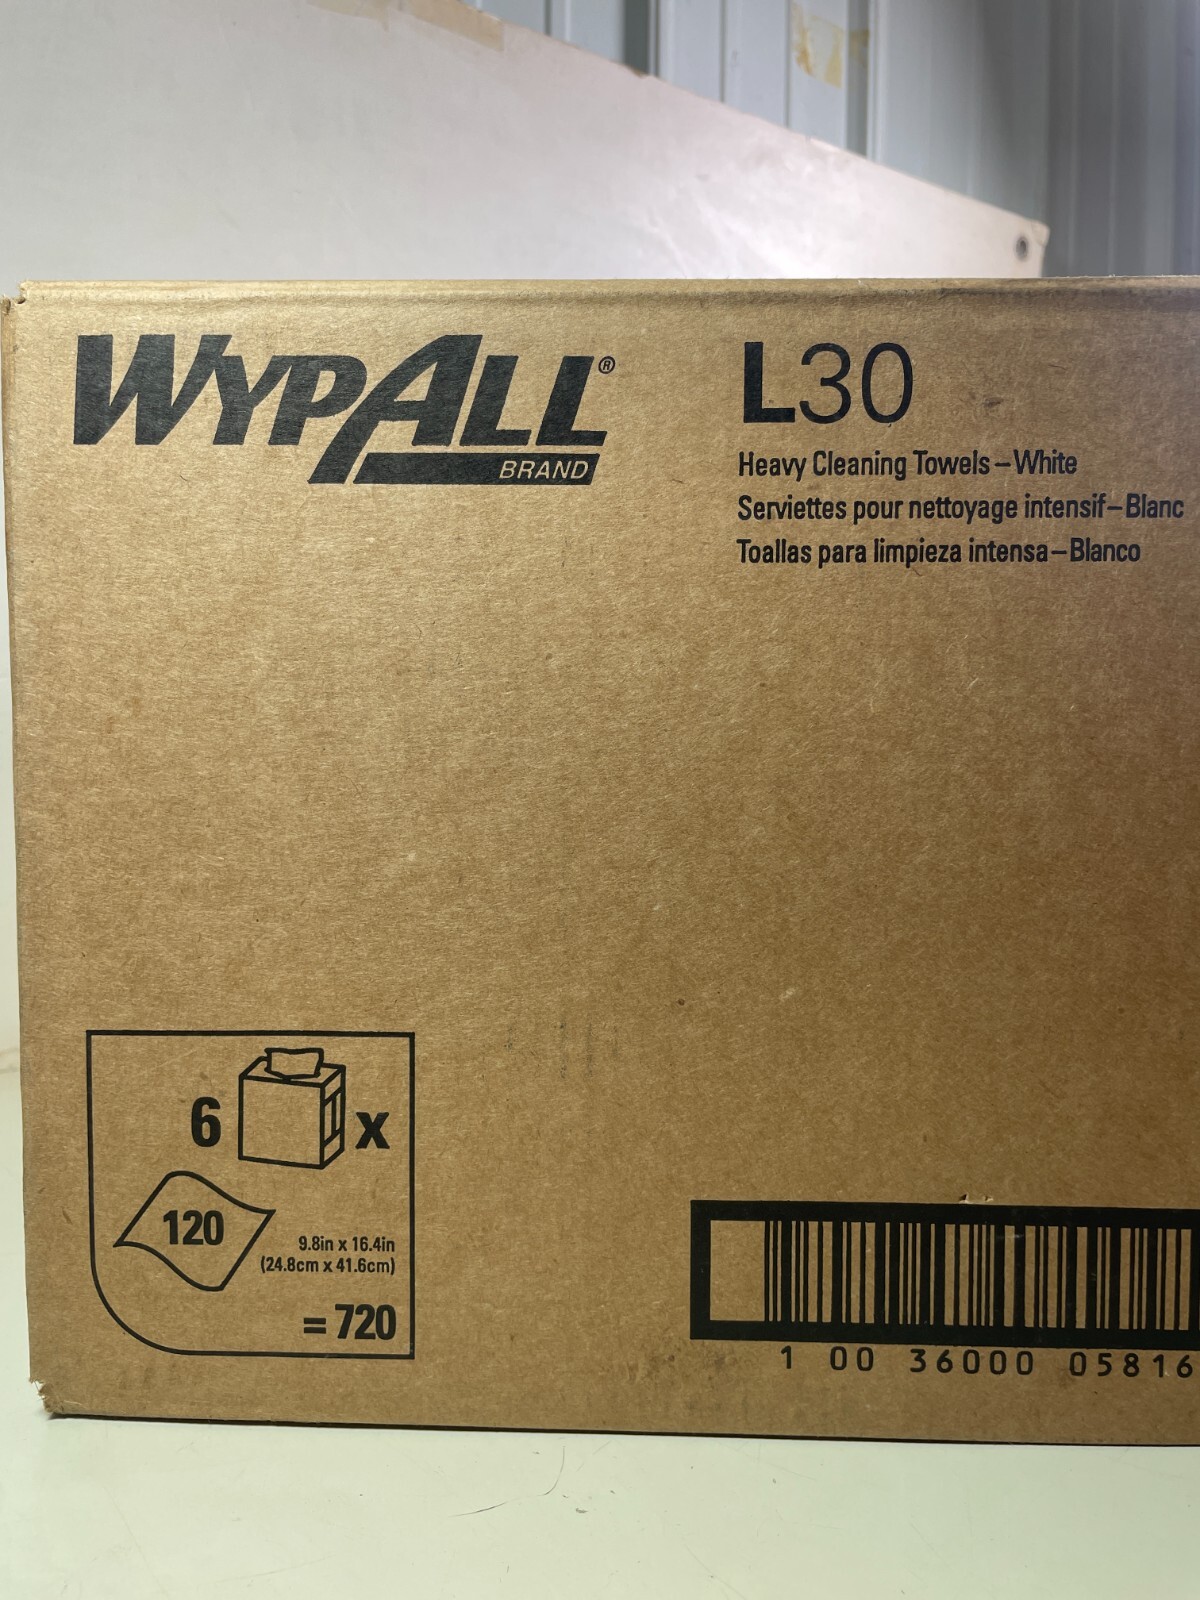 WYPALL®
BRAND
L30
Heavy Cleaning Towels – White
Serviettes pour nettoyage intensif – Blanc
Toallas para limpieza intensa – Blanco
6 x
120
9.8in x 16.4in
(24.8cm x 41.6cm)
= 720
1 00 36000 05816